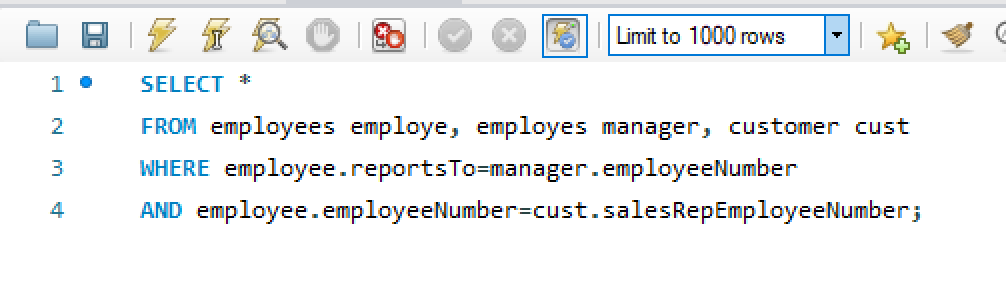 Limit to 1000 rows
1 SELECT *
2 FROM employees employe, employes manager, customer cust
3 WHERE employee.reportsTo=manager.employeeNumber
4 AND employee.employeeNumber=cust.salesRepEmployeeNumber;